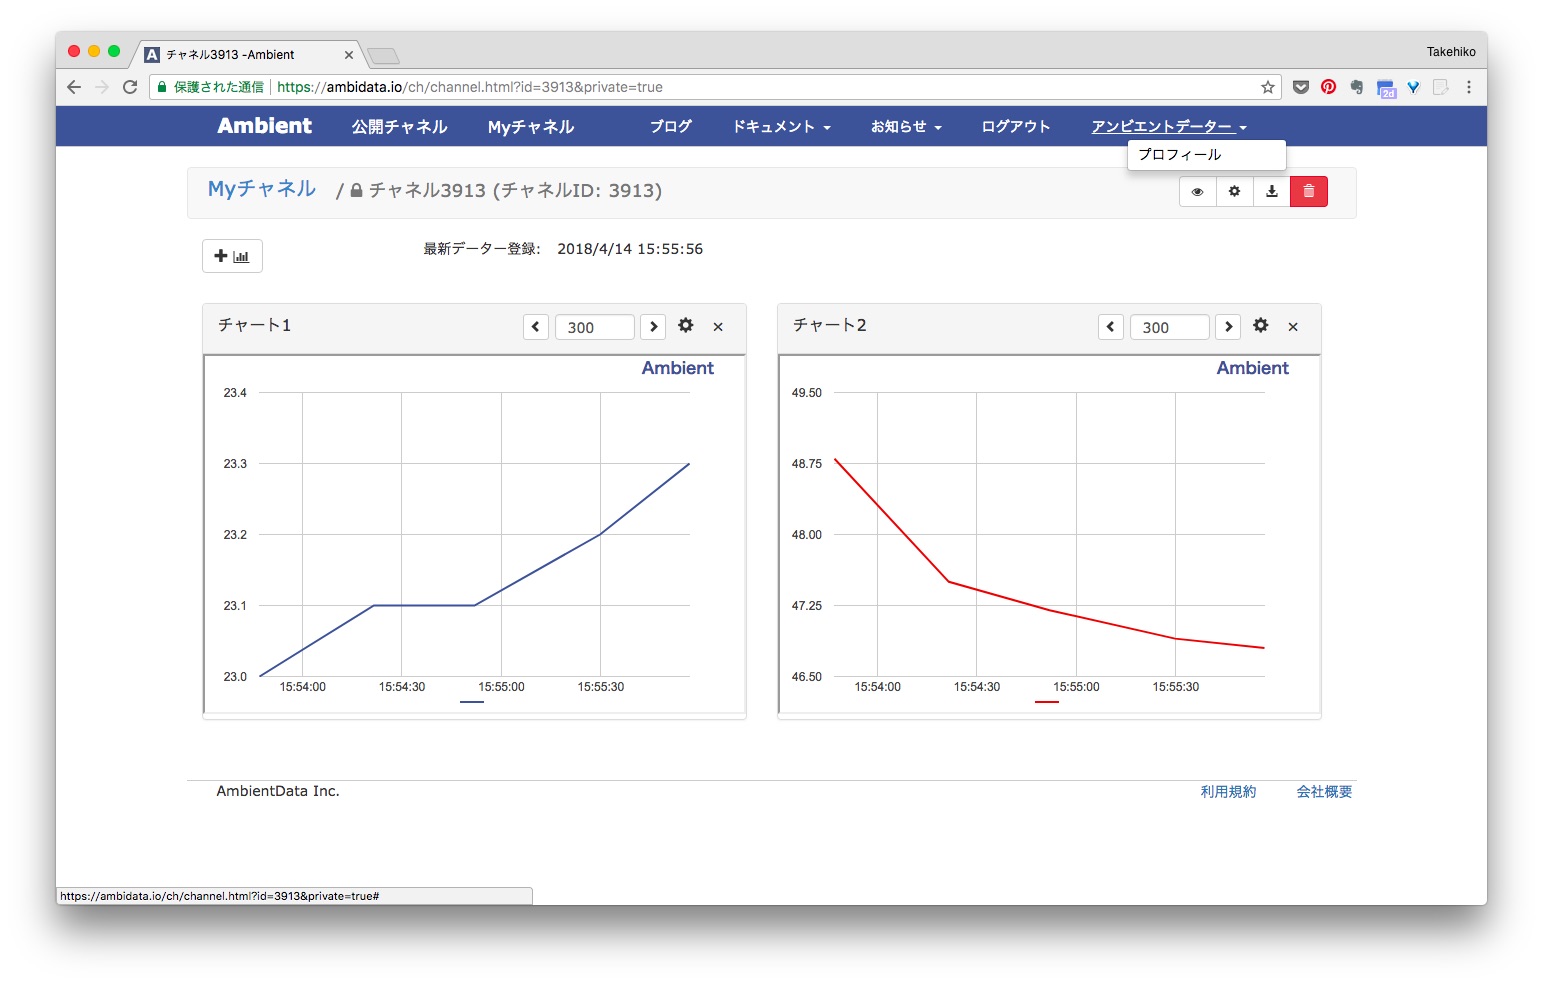 チャネル3913 -Ambient
Takehiko
保護された通信 https://ambidata.io/ch/channel.html?id=3913&private=true
2d
Ambient 公開チャネル Myチャネル ブログ ドキュメント お知らせ ログアウト アンビエントデーター
プロフィール
Myチャネル / チャネル3913 (チャネルID: 3913)
最新データー登録: 2018/4/14 15:55:56
チャート1 300
Ambient
23.4
23.3
23.2
23.1
23.0
15:54:00 15:54:30 15:55:00 15:55:30
チャート2 300
Ambient
49.50
48.75
48.00
47.25
46.50
15:54:00 15:54:30 15:55:00 15:55:30
AmbientData Inc. 利用規約 会社概要
https://ambidata.io/ch/channel.html?id=3913&private=true#